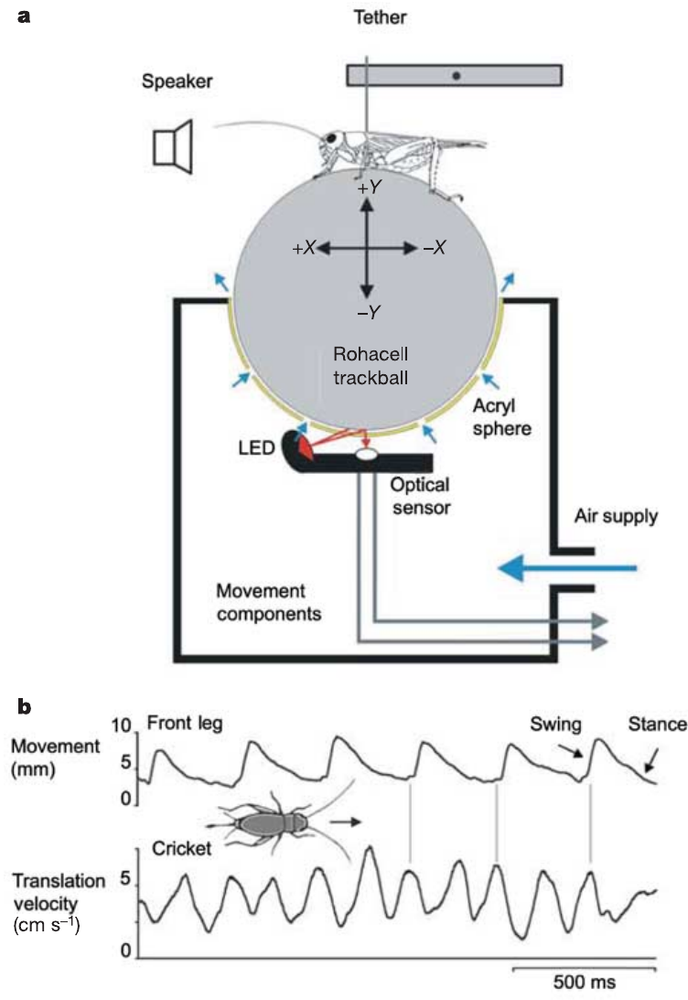 a
Tether
Speaker
+Y
+X
–X
–Y
Rohacell
trackball
Acryl
sphere
LED
Optical
sensor
Air supply
Movement
components
b
10
Front leg
Swing
Stance
Movement
(mm)
5
0
Cricket
Translation
velocity
(cm s⁻¹)
5
0
500 ms